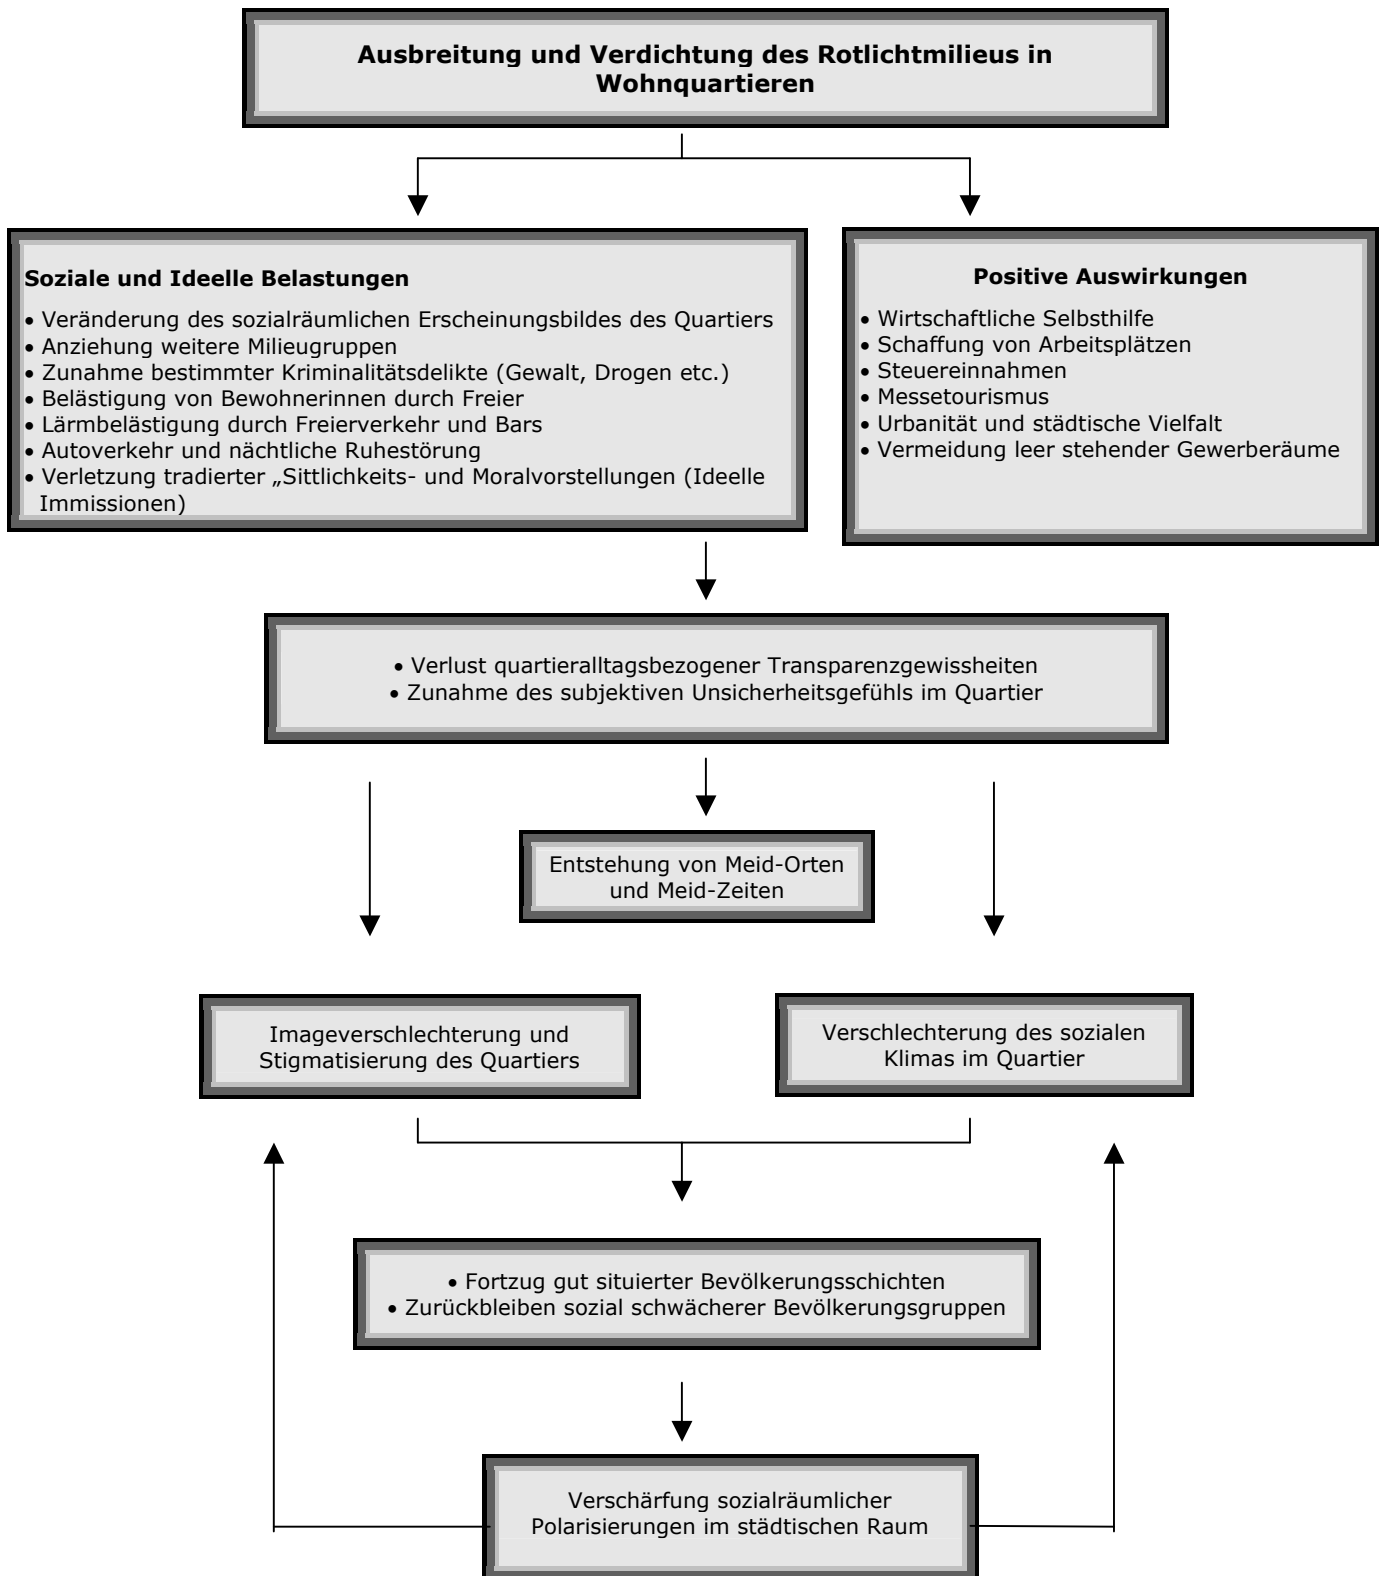 Ausbreitung und Verdichtung des Rotlichtmilieus in
Wohnquartieren
Soziale und Ideelle Belastungen
• Veränderung des sozialräumlichen Erscheinungsbildes des Quartiers
• Anziehung weitere Milieugruppen
• Zunahme bestimmter Kriminalitätsdelikte (Gewalt, Drogen etc.)
• Belästigung von Bewohnerinnen durch Freier
• Lärmbelästigung durch Freierverkehr und Bars
• Autoverkehr und nächtliche Ruhestörung
• Verletzung tradierter „Sittlichkeits- und Moralvorstellungen (Ideelle
Immissionen)
Positive Auswirkungen
• Wirtschaftliche Selbsthilfe
• Schaffung von Arbeitsplätzen
• Steuereinnahmen
• Messetourismus
• Urbanität und städtische Vielfalt
• Vermeidung leer stehender Gewerberäume
• Verlust quartieralltagsbezogener Transparenzgewissheiten
• Zunahme des subjektiven Unsicherheitsgefühls im Quartier
Entstehung von Meid-Orten
und Meid-Zeiten
Imageverschlechterung und
Stigmatisierung des Quartiers
Verschlechterung des sozialen
Klimas im Quartier
• Fortzug gut situierter Bevölkerungsschichten
• Zurückbleiben sozial schwächerer Bevölkerungsgruppen
Verschärfung sozialräumlicher
Polarisierungen im städtischen Raum